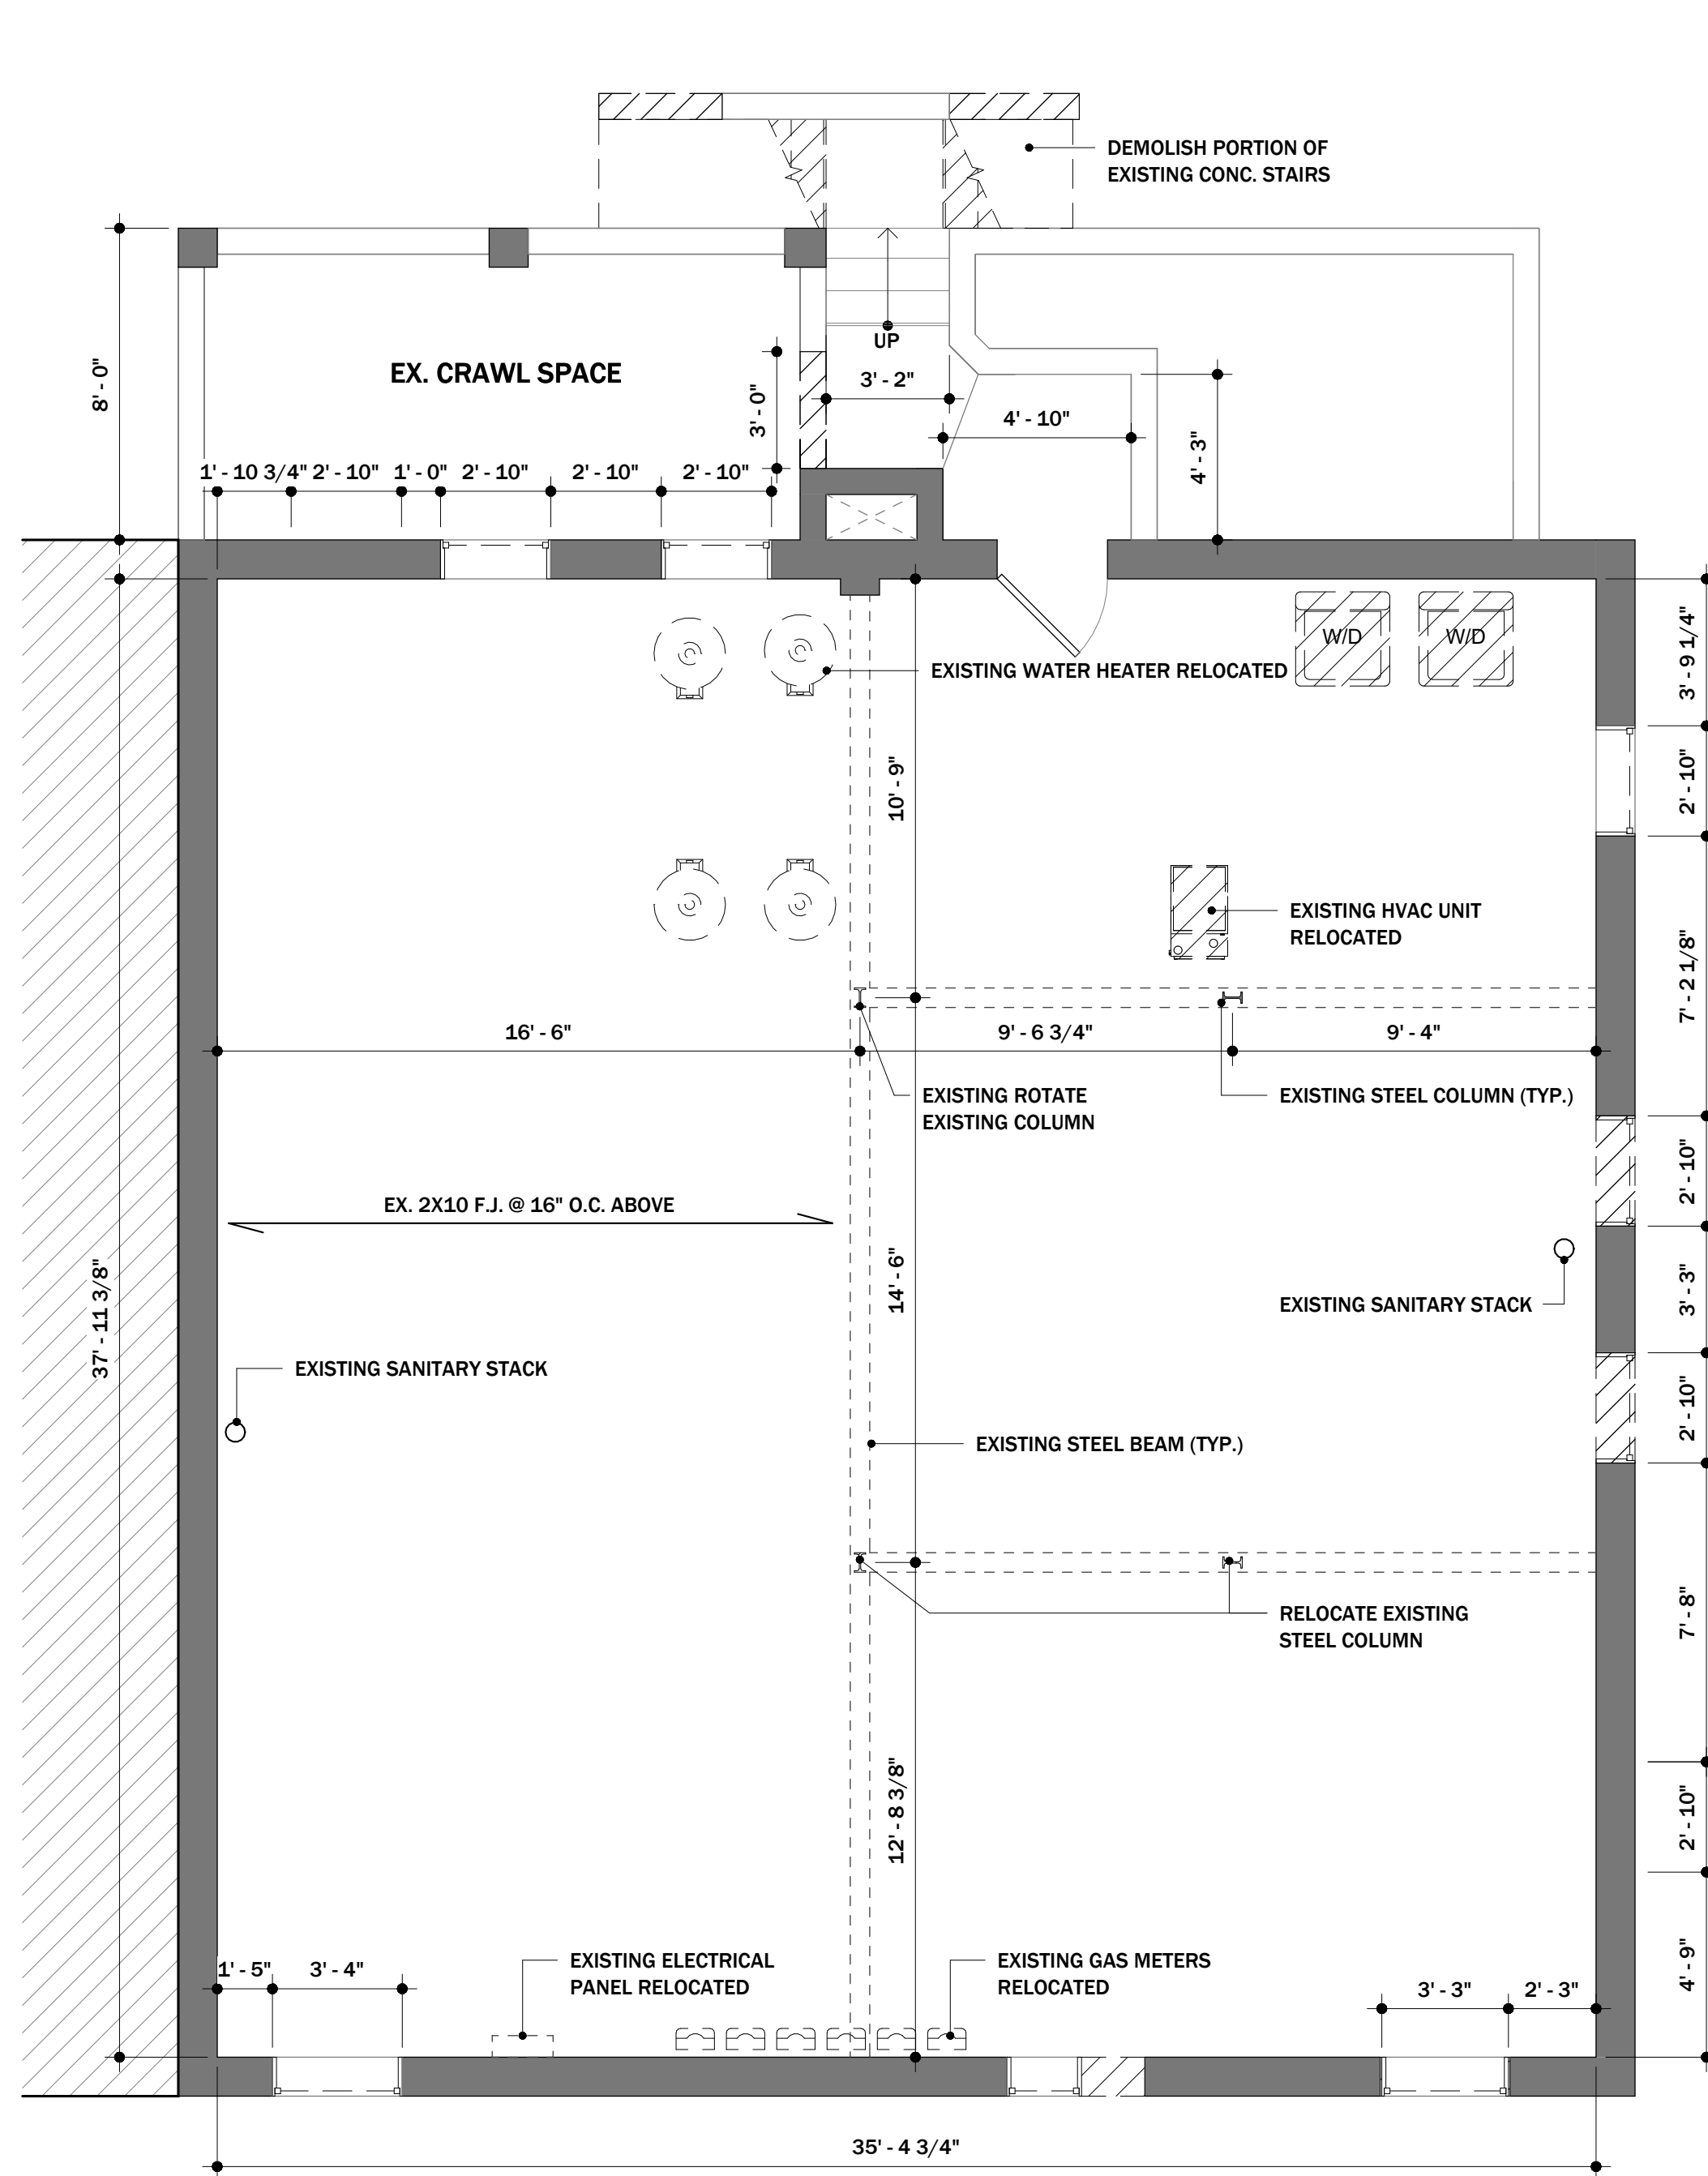 DEMOLISH PORTION OF
EXISTING CONC. STAIRS
UP
EX. CRAWL SPACE
8' - 0"
3' - 0"
3' - 2"
4' - 10"
4' - 3"
1' - 10 3/4" 2' - 10" 1' - 0" 2' - 10" 2' - 10" 2' - 10"
W/D W/D
EXISTING WATER HEATER RELOCATED
3' - 9 1/4"
10' - 9"
2' - 10"
EXISTING HVAC UNIT
RELOCATED
7' - 2 1/8"
16' - 6" 9' - 6 3/4" 9' - 4"
EXISTING ROTATE
EXISTING COLUMN
EXISTING STEEL COLUMN (TYP.)
2' - 10"
EX. 2X10 F.J. @ 16" O.C. ABOVE
14' - 6"
3' - 3"
EXISTING SANITARY STACK
37' - 11 3/8"
EXISTING SANITARY STACK
2' - 10"
EXISTING STEEL BEAM (TYP.)
7' - 8"
RELOCATE EXISTING
STEEL COLUMN
12' - 8 3/8"
2' - 10"
4' - 9"
1' - 5" 3' - 4"
EXISTING ELECTRICAL
PANEL RELOCATED
EXISTING GAS METERS
RELOCATED
3' - 3" 2' - 3"
35' - 4 3/4"